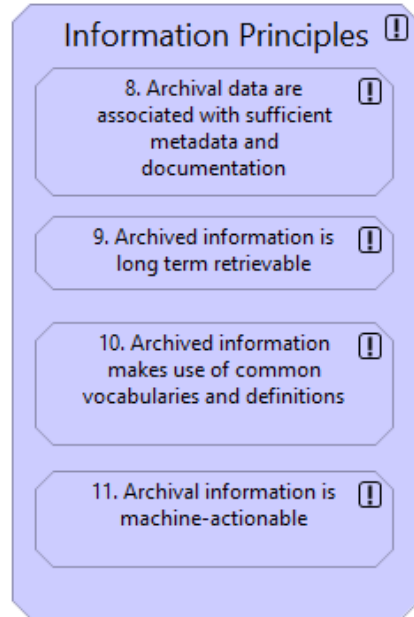 Information Principles
8. Archival data are
associated with sufficient
metadata and
documentation
9. Archived information is
long term retrievable
10. Archived information
makes use of common
vocabularies and definitions
11. Archival information is
machine-actionable